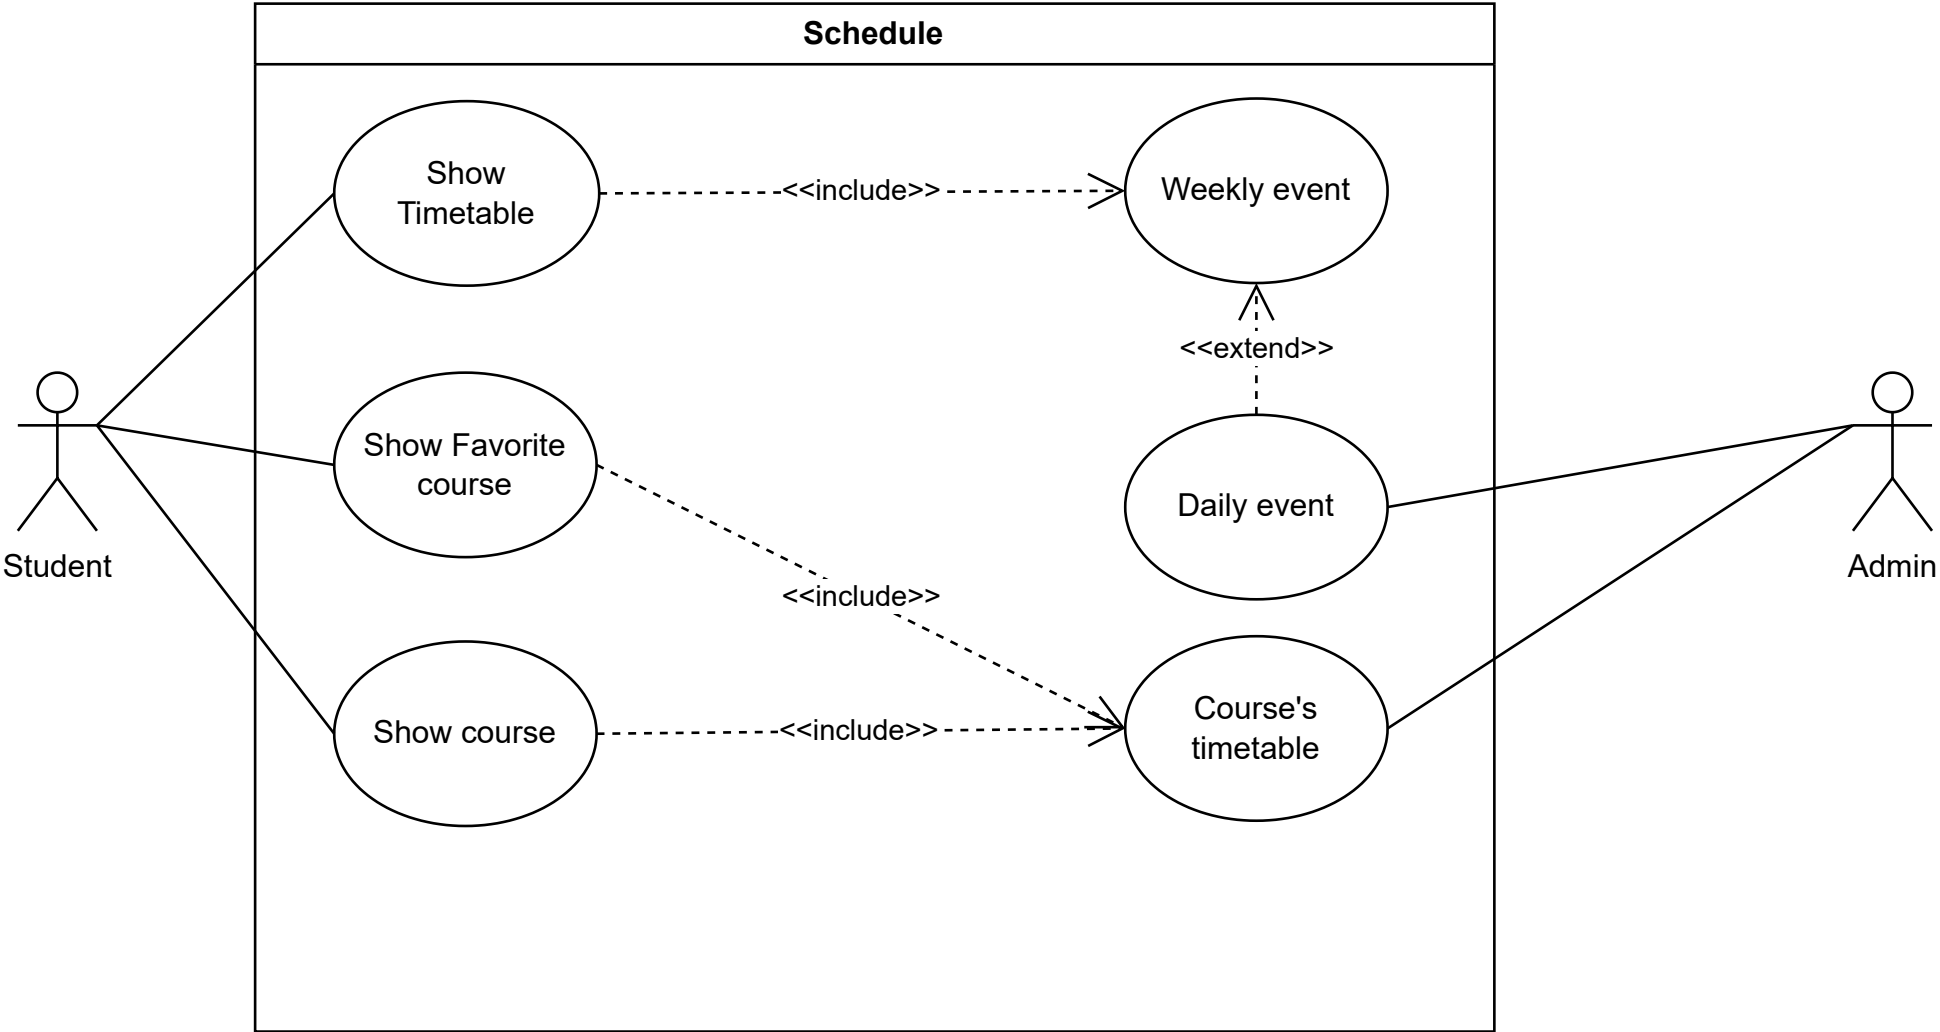 Schedule
Show
Timetable
<<include>>
Weekly event
<<extend>>
Show Favorite
course
Daily event
Student
Admin
<<include>>
Show course
<<include>>
Course's
timetable